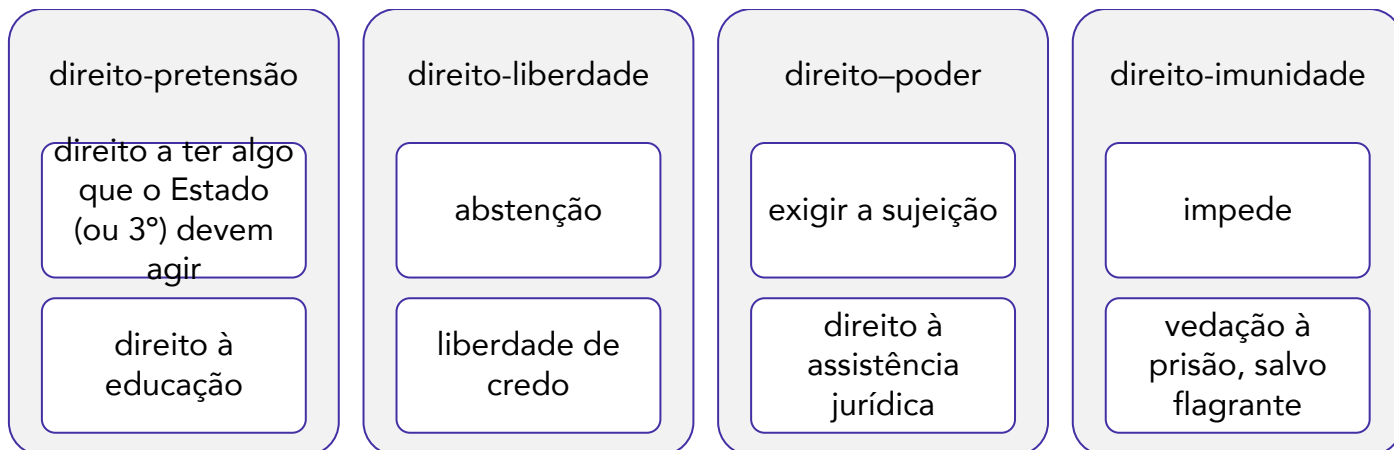 direito-pretensão
direito a ter algo
que o Estado
(ou 3º) devem
agir
direito à
educação
direito-liberdade
abstenção
liberdade de
credo
direito–poder
exigir a sujeição
direito à
assistência
jurídica
direito-imunidade
impede
vedação à
prisão, salvo
flagrante